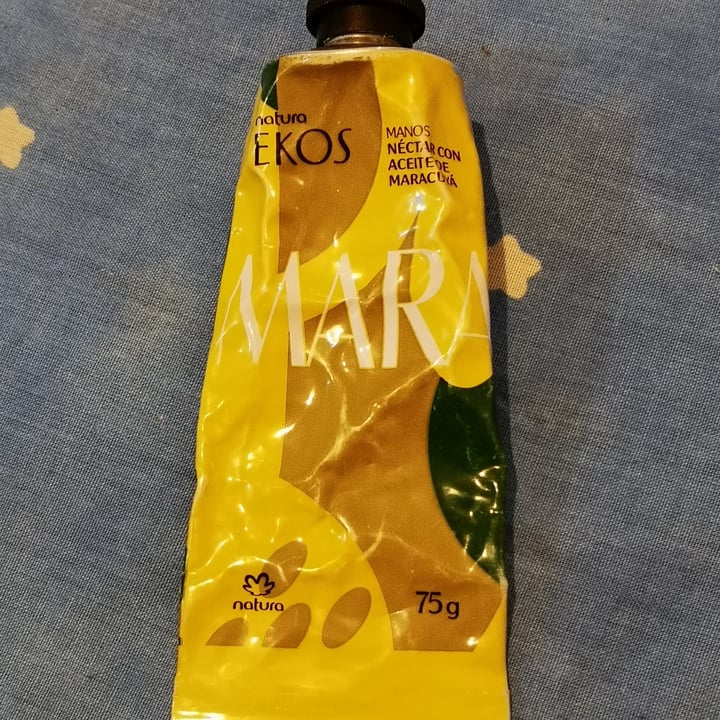 natura
EKOS
MANOS
NÉCTAR CON
ACEITE DE
MARACUYÁ
MARA
natura
75g